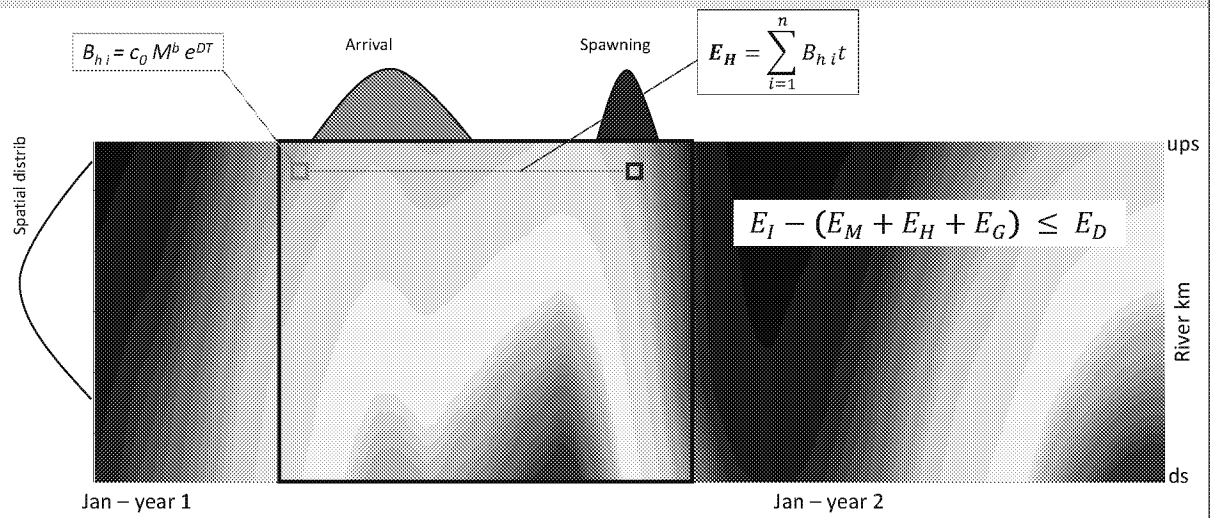 B_{h i} = c_0 M^b e^{DT}
Arrival
Spawning
E_H = \sum_{i=1}^{n} B_{h i} t
Spatial distrib
ups
E_I − (E_M + E_H + E_G) ≤ E_D
River km
ds
Jan – year 1
Jan – year 2